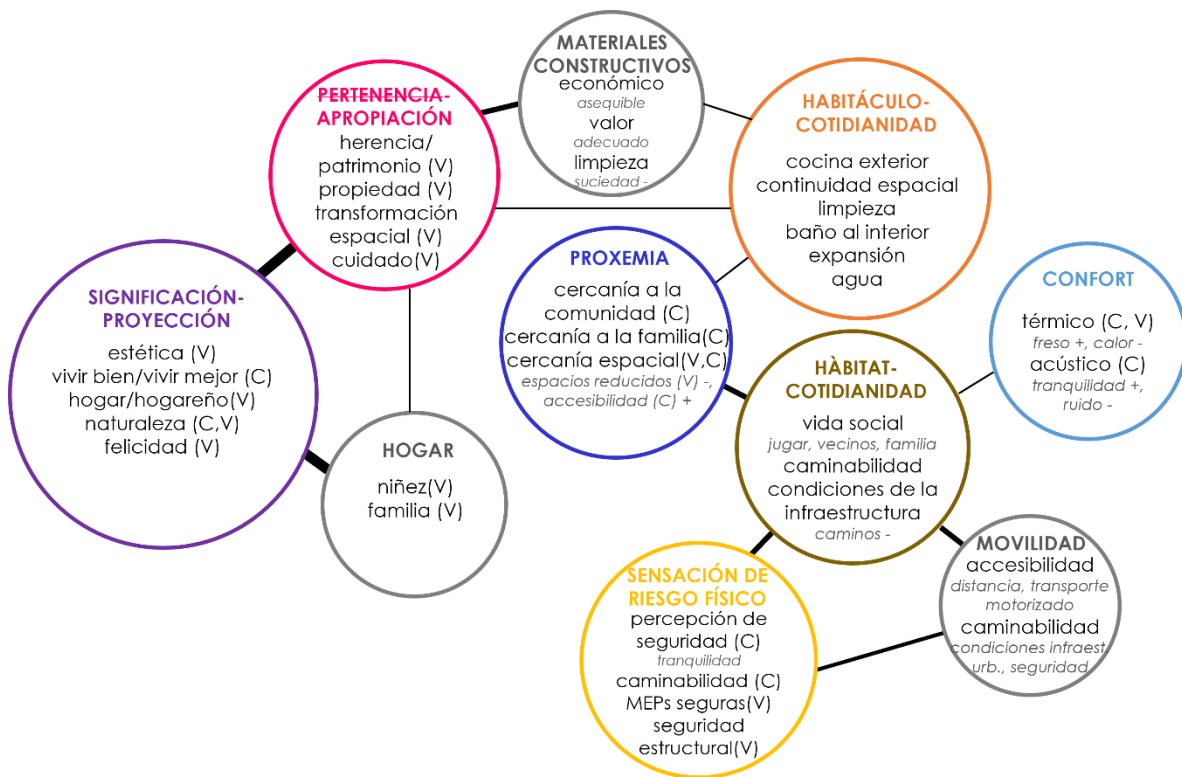 MATERIALES
CONSTRUCTIVOS
económico
asequible
valor
adecuado
limpieza
suciedad -
PERTENENCIA-
APROPIACIÓN
herencia/
patrimonio (V)
propiedad (V)
transformación
espacial (V)
cuidado(V)
HABITÁCULO-
COTIDIANIDAD
cocina exterior
continuidad espacial
limpieza
baño al interior
expansión
agua
SIGNIFICACIÓN-
PROYECCIÓN
estética (V)
vivir bien/vivir mejor (C)
hogar/hogareño(V)
naturaleza (C,V)
felicidad (V)
PROXEMIA
cercanía a la
comunidad (C)
cercanía a la familia(C)
cercanía espacial(V,C)
espacios reducidos (V) -,
accesibilidad (C) +
CONFORT
térmico (C, V)
freso +, calor -
acústico (C)
tranquilidad +,
ruido -
HÀBITAT-
COTIDIANIDAD
vida social
jugar, vecinos, familia
caminabilidad
condiciones de la
infraestructura
caminos -
HOGAR
niñez(V)
familia (V)
MOVILIDAD
accesibilidad
distancia, transporte
motorizado
caminabilidad
condiciones infraest.
urb., seguridad
SENSACIÓN DE
RIESGO FÍSICO
percepción de
seguridad (C)
tranquilidad
caminabilidad (C)
MEPs seguras(V)
seguridad
estructural(V)